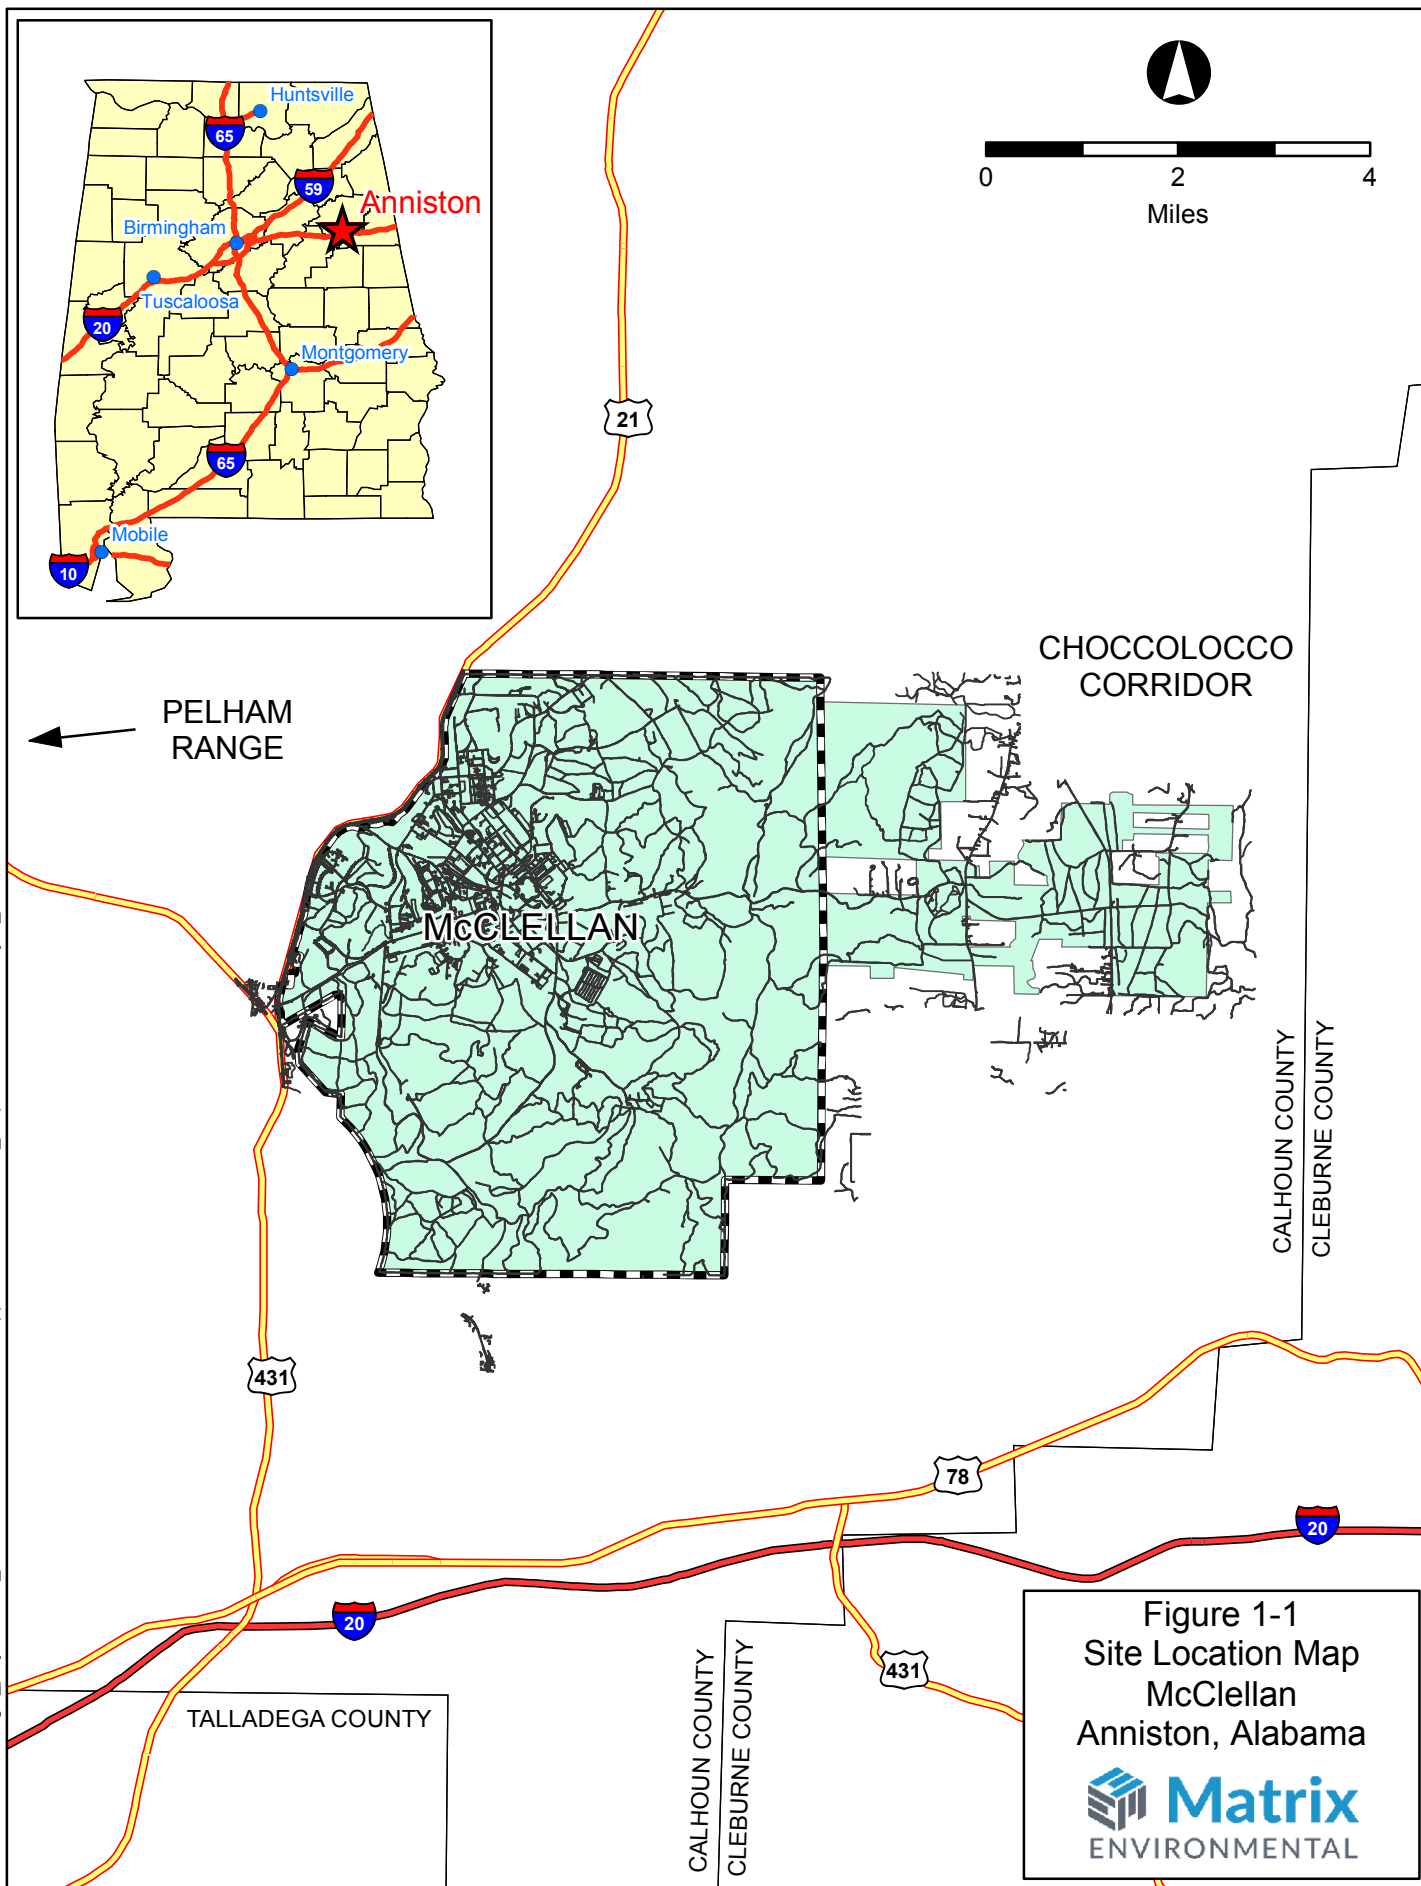 Huntsville
65
59
Anniston
Birmingham
Tuscaloosa
20
Montgomery
65
Mobile
10
0 2 4
Miles
21
CHOCCOLOCCO
CORRIDOR
PELHAM
RANGE
McCLELLAN
CALHOUN COUNTY
CLEBURNE COUNTY
431
78
20
20
431
TALLADEGA COUNTY
CALHOUN COUNTY
CLEBURNE COUNTY
Figure 1-1
Site Location Map
McClellan
Anniston, Alabama
Matrix
ENVIRONMENTAL